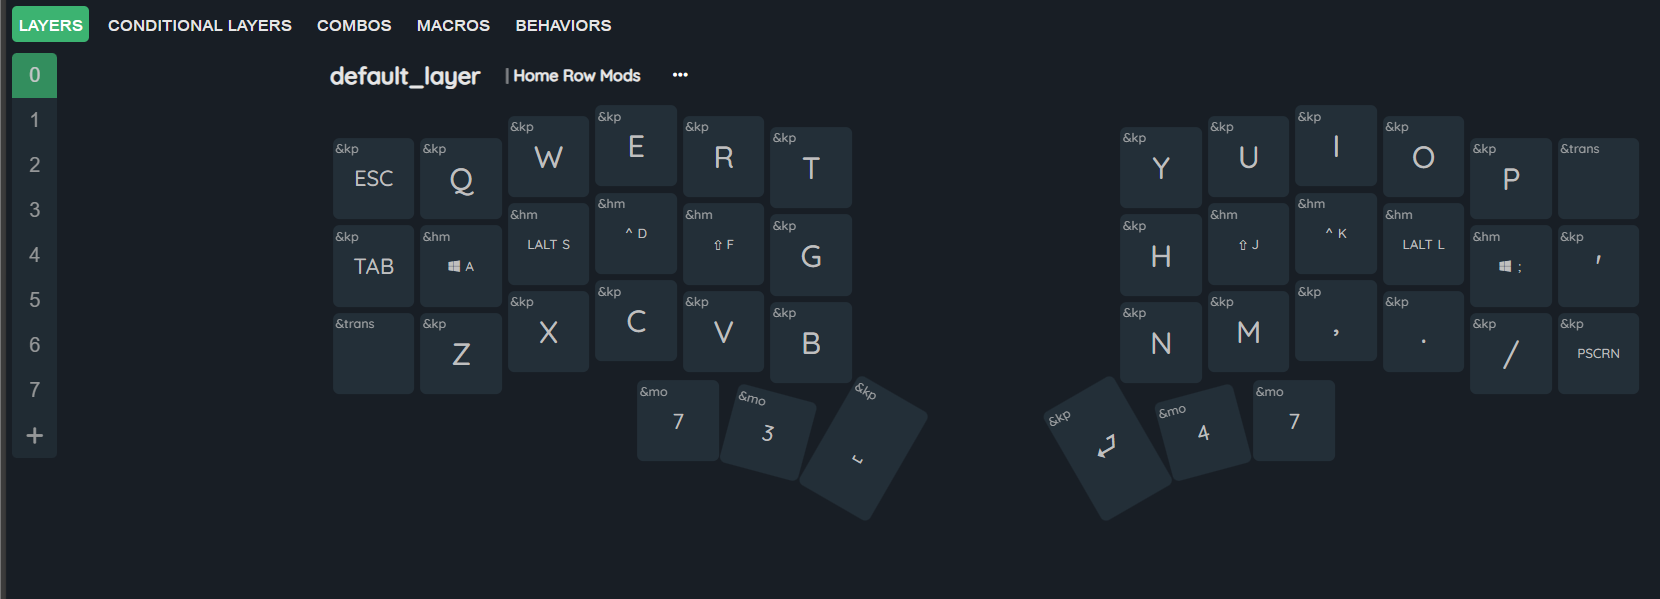 LAYERS CONDITIONAL LAYERS COMBOS MACROS BEHAVIORS
0
1
2
3
4
5
6
7
+
default_layer | Home Row Mods ...
&kp ESC &kp Q &kp W &kp E &kp R &kp T &kp Y &kp U &kp I &kp O &kp P &trans
&kp TAB &hm A &hm LALT S &hm ^ D &hm ⇧ F &kp G &kp H &hm ⇧ J &hm ^ K &hm LALT L &hm ; &kp '
&trans &kp Z &kp X &kp C &kp V &kp B &kp N &kp M &kp , &kp . &kp / &kp PSCRN
&mo 7 &mo 3 &kp ␣ &kp ⏎ &mo 4 &mo 7